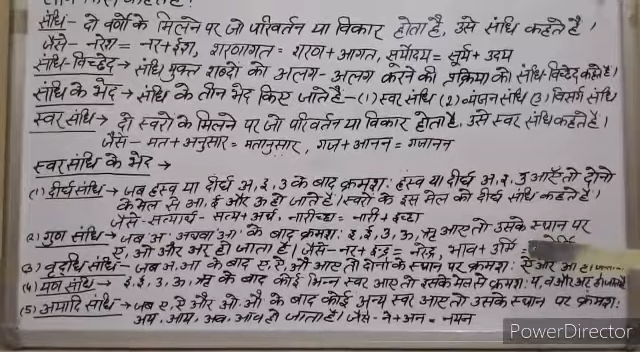 संधि - दो वर्णों के मिलने पर जो परिवर्तन या विकार होता है, उसे संधि कहते हैं।
जैसे - नरेश = नर + ईश, शरणागत = शरण + आगत, सूर्योदय = सूर्य + उदय
संधि-विच्छेद → संधि युक्त शब्दों को अलग-अलग करने की प्रक्रिया को संधि विच्छेद कहते हैं।
संधि के भेद → संधि के तीन भेद किए जाते हैं - (1) स्वर संधि (2) व्यंजन संधि (3) विसर्ग संधि
स्वर संधि → दो स्वरों के मिलने पर जो परिवर्तन या विकार होता है, उसे स्वर संधि कहते हैं।
जैसे - मत + अनुसार = मतानुसार, गज + आनन = गजानन
स्वर संधि के भेद →
(1) दीर्घ संधि → जब ह्रस्व या दीर्घ अ, इ, उ के बाद क्रमशः ह्रस्व या दीर्घ अ, इ, उ आएँ तो दोनों
के मेल से आ, ई और ऊ हो जाते हैं। स्वरों के इस मेल को दीर्घ संधि कहते हैं।
जैसे - सत्यार्थ - सत्य + अर्थ, नारीच्छा = नारी + इच्छा
(2) गुण संधि → जब अ अथवा आ के बाद क्रमशः इ, ई, उ, ऊ, ऋ आए तो उसके स्थान पर
ए, ओ और अर हो जाता है। जैसे - नर + इन्द्र = नरेन्द्र, भाव + उर्मि =
(3) वृद्धि संधि - जब अ, आ के बाद ए, ऐ, ओ, औ आए तो दोनों के स्थान पर क्रमशः ऐ और औ
(4) यण संधि → इ, ई, उ, ऊ, ऋ के बाद कोई भिन्न स्वर आए तो इसके मेल से क्रमशः य, व और अर हो जाते
(5) अयादि संधि → जब ए, ऐ और ओ, औ के बाद कोई अन्य स्वर आए तो उसके स्थान पर क्रमशः
अय, आय, अव, आव हो जाता है। जैसे - ने + अन = नयन
PowerDirector